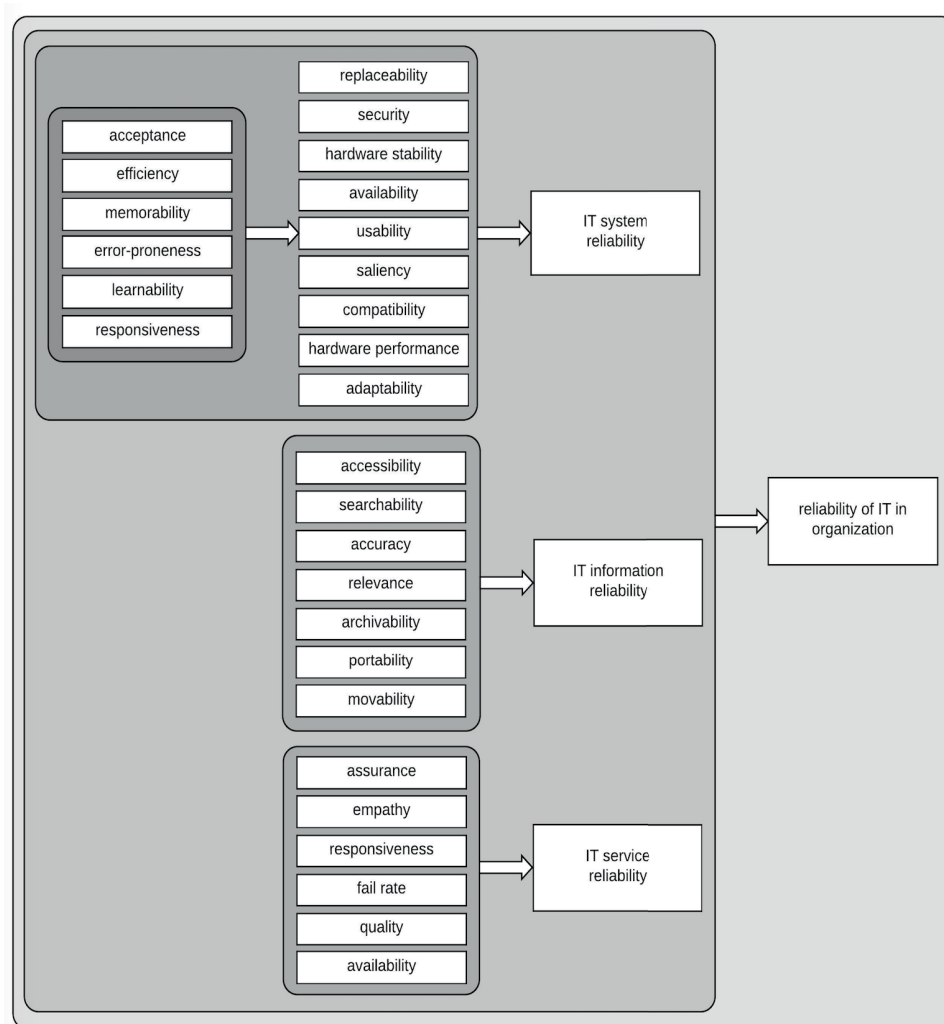 replaceability
security
hardware stability
availability
usability
saliency
compatibility
hardware performance
adaptability
acceptance
efficiency
memorability
error-proneness
learnability
responsiveness
IT system
reliability
accessibility
searchability
accuracy
relevance
archivability
portability
movability
IT information
reliability
reliability of IT in
organization
assurance
empathy
responsiveness
fail rate
quality
availability
IT service
reliability